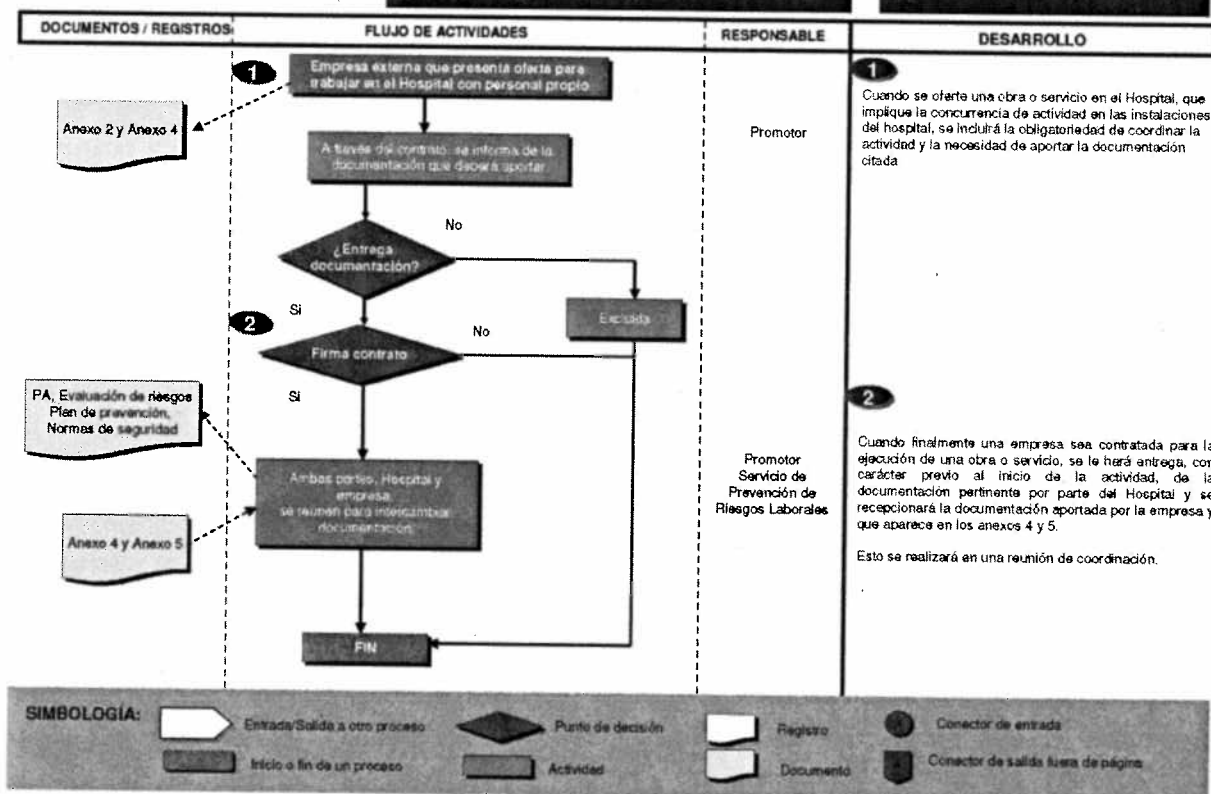 DOCUMENTOS / REGISTROS
FLUJO DE ACTIVIDADES
RESPONSABLE
DESARROLLO
1
Empresa externa que presenta oferta para
trabajar en el Hospital con personal propio
Anexo 2 y Anexo 4
A través del contrato, se informa de la
documentación que deberá aportar.
Promotor
1
Cuando se oferte una obra o servicio en el Hospital, que
implique la concurrencia de actividad en las instalaciones
del hospital, se incluirá la obligatoriedad de coordinar la
actividad y la necesidad de aportar la documentación
citada
¿Entrega
documentación?
No
Si
Excluida
2
Firma contrato
No
Si
PA, Evaluación de riesgos
Plan de prevención,
Normas de seguridad
Ambas partes, Hospital y
empresa,
se reúnen para intercambiar
documentación.
Anexo 4 y Anexo 5
FIN
Promotor
Servicio de
Prevención de
Riesgos Laborales
2
Cuando finalmente una empresa sea contratada para la
ejecución de una obra o servicio, se le hará entrega, con
carácter previo al inicio de la actividad, de la
documentación pertinente por parte del Hospital y se
recepcionará la documentación aportada por la empresa y
que aparece en los anexos 4 y 5.
Esto se realizará en una reunión de coordinación.
SIMBOLOGÍA:
Entrada/Salida a otro proceso
Punto de decisión
Registro
Conector de entrada
Inicio o fin de un proceso
Actividad
Documento
Conector de salida fuera de página